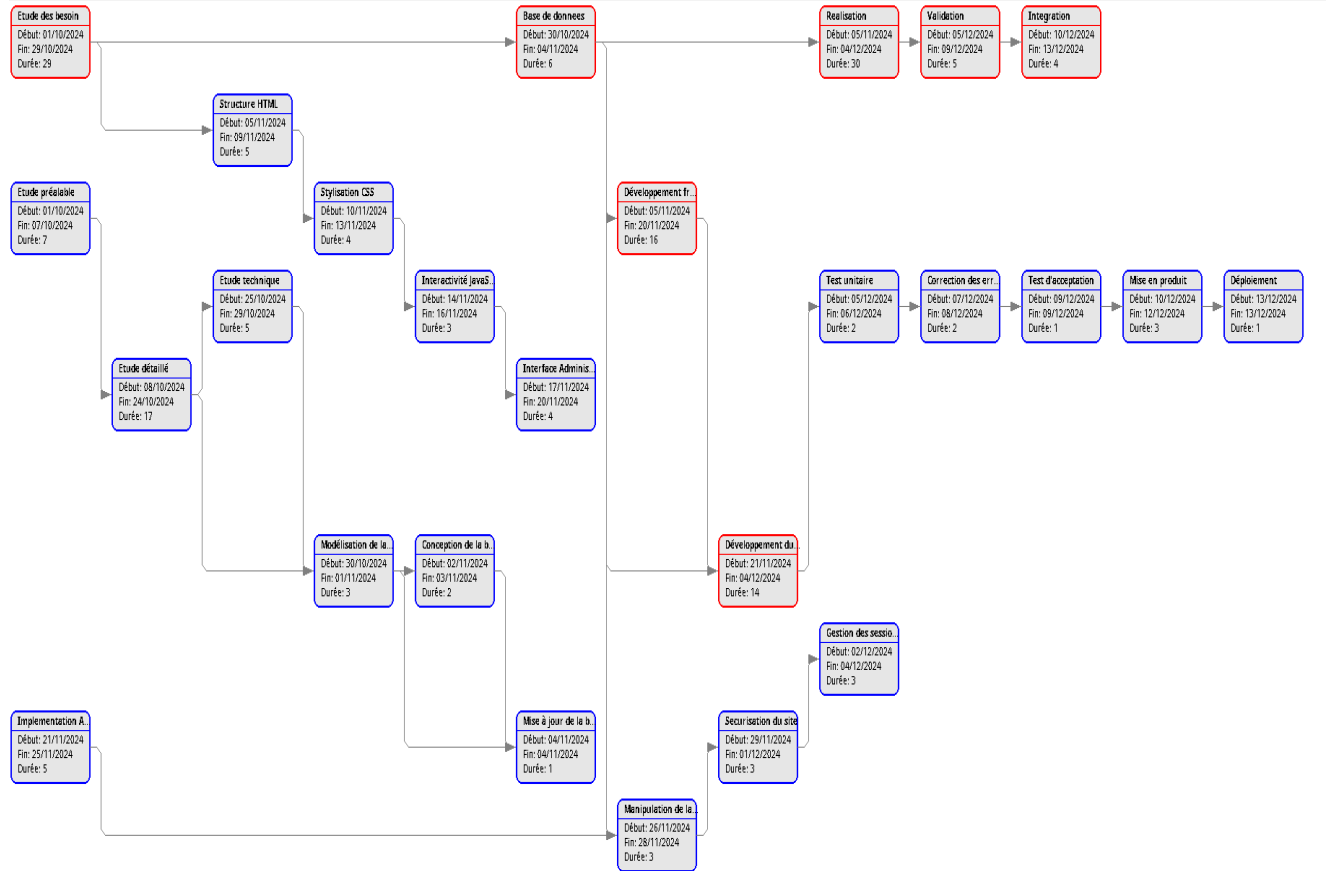 Etude des besoin
Début: 01/10/2024
Fin: 29/10/2024
Durée: 29
Base de donnees
Début: 30/10/2024
Fin: 04/11/2024
Durée: 6
Realisation
Début: 05/11/2024
Fin: 04/12/2024
Durée: 30
Validation
Début: 05/12/2024
Fin: 09/12/2024
Durée: 5
Integration
Début: 10/12/2024
Fin: 13/12/2024
Durée: 4
Structure HTML
Début: 05/11/2024
Fin: 09/11/2024
Durée: 5
Etude préalable
Début: 01/10/2024
Fin: 07/10/2024
Durée: 7
Stylisation CSS
Début: 10/11/2024
Fin: 13/11/2024
Durée: 4
Développement fr...
Début: 05/11/2024
Fin: 20/11/2024
Durée: 16
Etude technique
Début: 25/10/2024
Fin: 29/10/2024
Durée: 5
Interactivité JavaS...
Début: 14/11/2024
Fin: 16/11/2024
Durée: 3
Test unitaire
Début: 05/12/2024
Fin: 06/12/2024
Durée: 2
Correction des err...
Début: 07/12/2024
Fin: 08/12/2024
Durée: 2
Test d'acceptation
Début: 09/12/2024
Fin: 09/12/2024
Durée: 1
Mise en produit
Début: 10/12/2024
Fin: 12/12/2024
Durée: 3
Déploiement
Début: 13/12/2024
Fin: 13/12/2024
Durée: 1
Etude détaillé
Début: 08/10/2024
Fin: 24/10/2024
Durée: 17
Interface Adminis...
Début: 17/11/2024
Fin: 20/11/2024
Durée: 4
Modélisation de la...
Début: 30/10/2024
Fin: 01/11/2024
Durée: 3
Conception de la b...
Début: 02/11/2024
Fin: 03/11/2024
Durée: 2
Développement du...
Début: 21/11/2024
Fin: 04/12/2024
Durée: 14
Gestion des sessio...
Début: 02/12/2024
Fin: 04/12/2024
Durée: 3
Implementation A...
Début: 21/11/2024
Fin: 25/11/2024
Durée: 5
Mise à jour de la b...
Début: 04/11/2024
Fin: 04/11/2024
Durée: 1
Securisation du site
Début: 29/11/2024
Fin: 01/12/2024
Durée: 3
Manipulation de la...
Début: 26/11/2024
Fin: 28/11/2024
Durée: 3